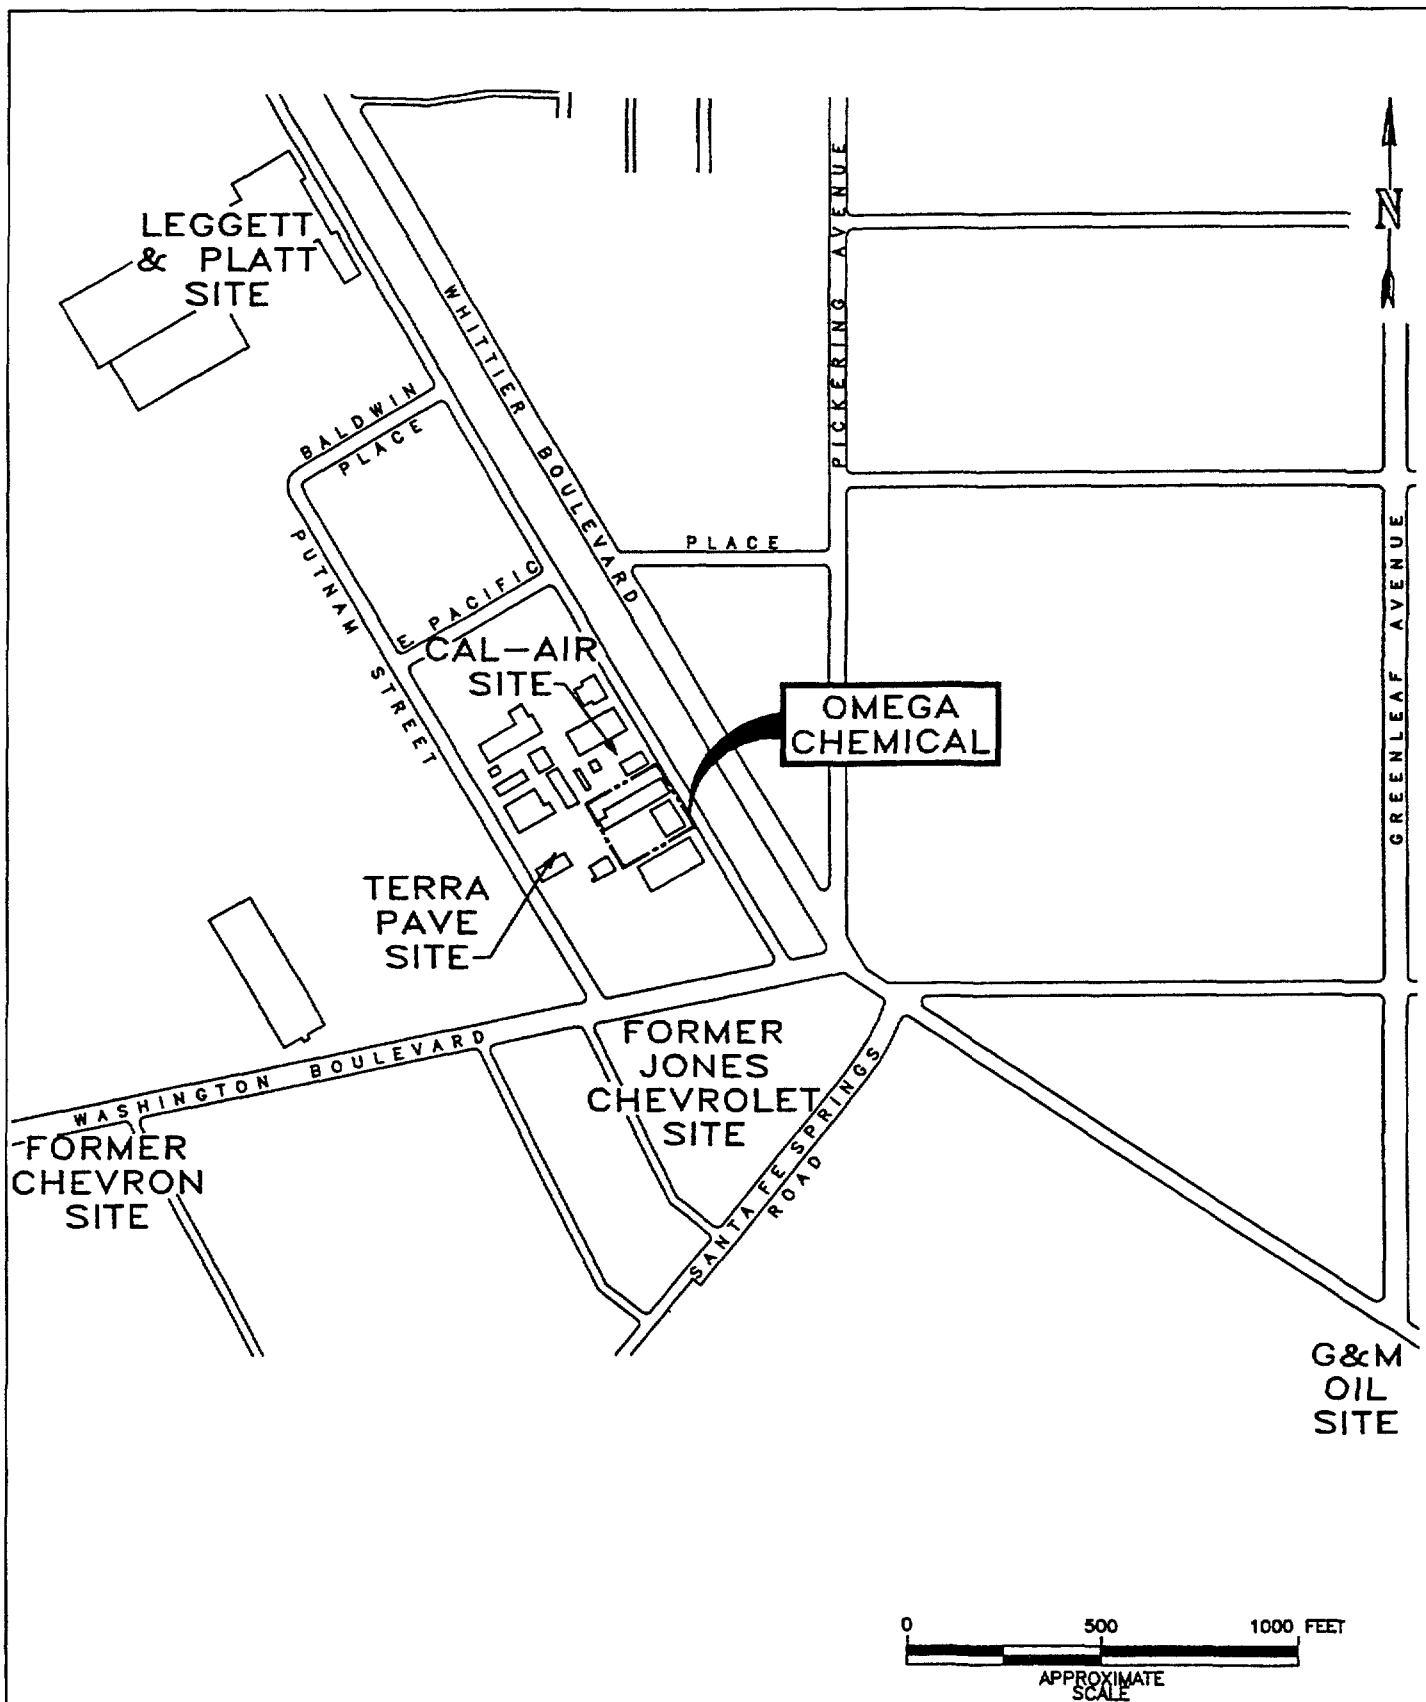 N
LEGGETT
& PLATT
SITE
WHITTIER BOULEVARD
PICKERING AVENUE
BALDWIN
PLACE
PUTNAM STREET
E PACIFIC
PLACE
GREENLEAF AVENUE
CAL-AIR
SITE
OMEGA
CHEMICAL
TERRA
PAVE
SITE
WASHINGTON BOULEVARD
FORMER
JONES
CHEVROLET
SITE
SANTA FE SPRINGS
ROAD
FORMER
CHEVRON
SITE
G&M
OIL
SITE
0 500 1000 FEET
APPROXIMATE
SCALE